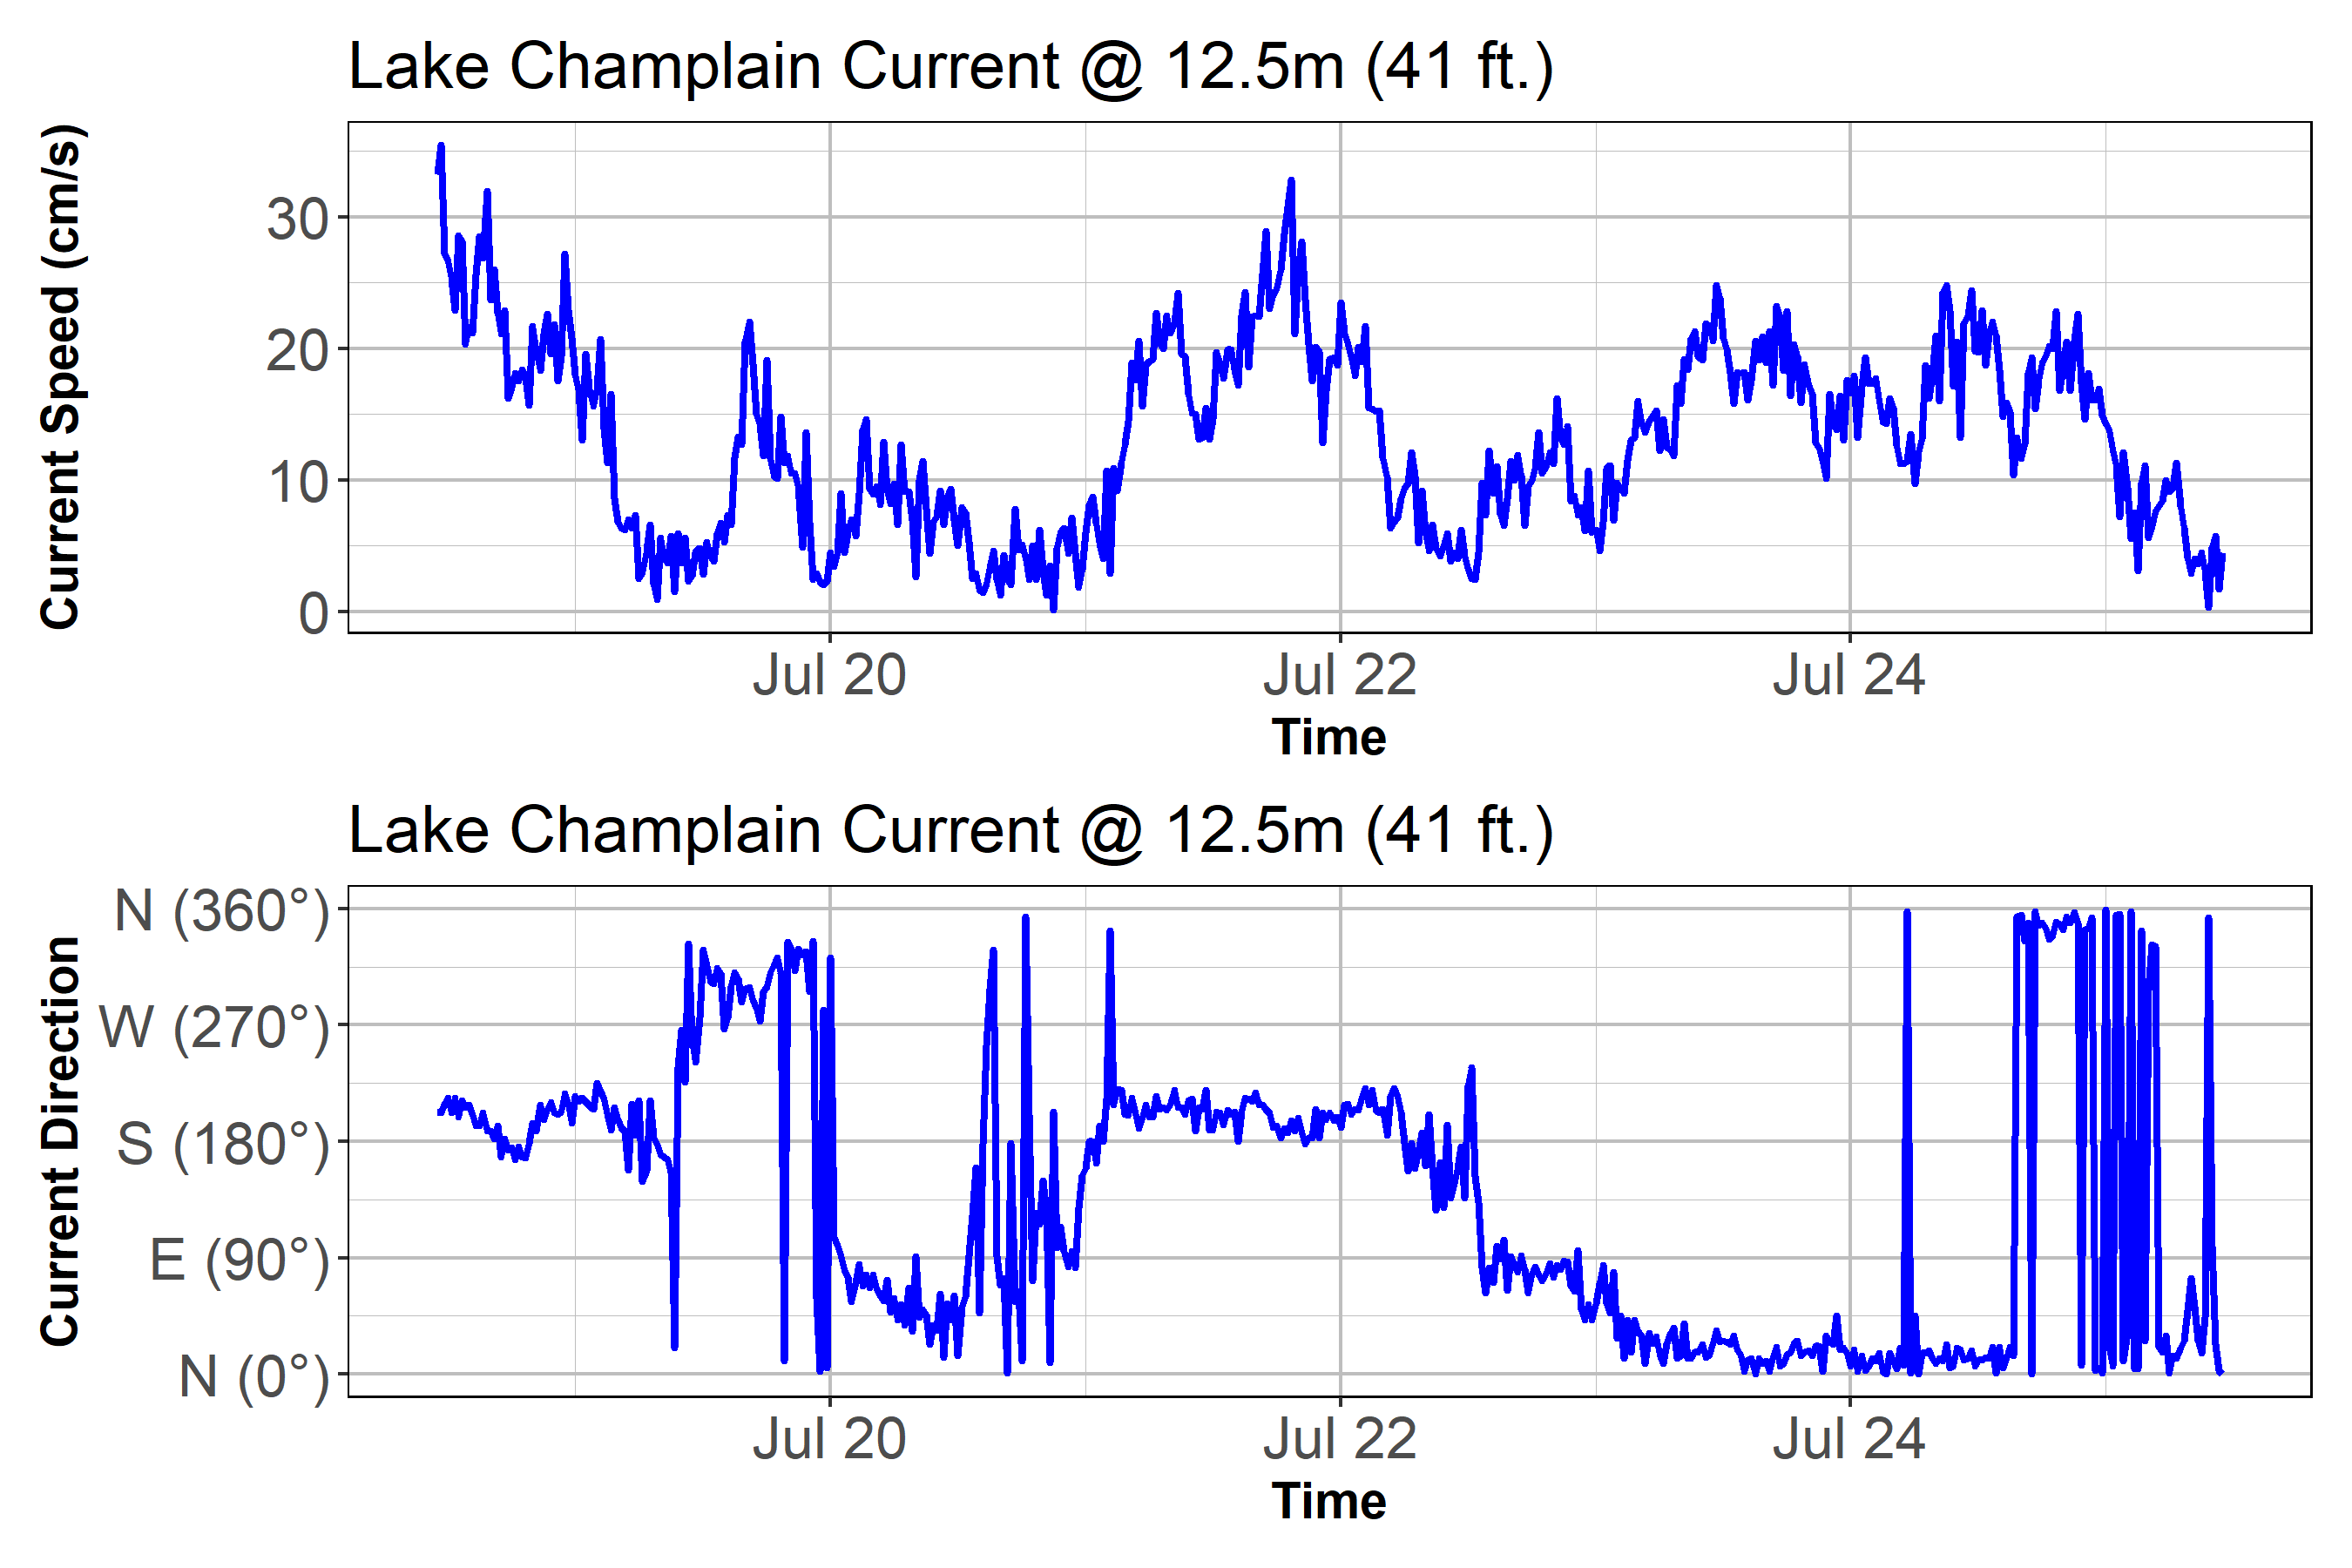 Lake Champlain Current @ 12.5m (41 ft.)
Current Speed (cm/s)
30
20
10
0
Jul 20 Jul 22 Jul 24
Time
Lake Champlain Current @ 12.5m (41 ft.)
Current Direction
N (360°)
W (270°)
S (180°)
E (90°)
N (0°)
Jul 20 Jul 22 Jul 24
Time